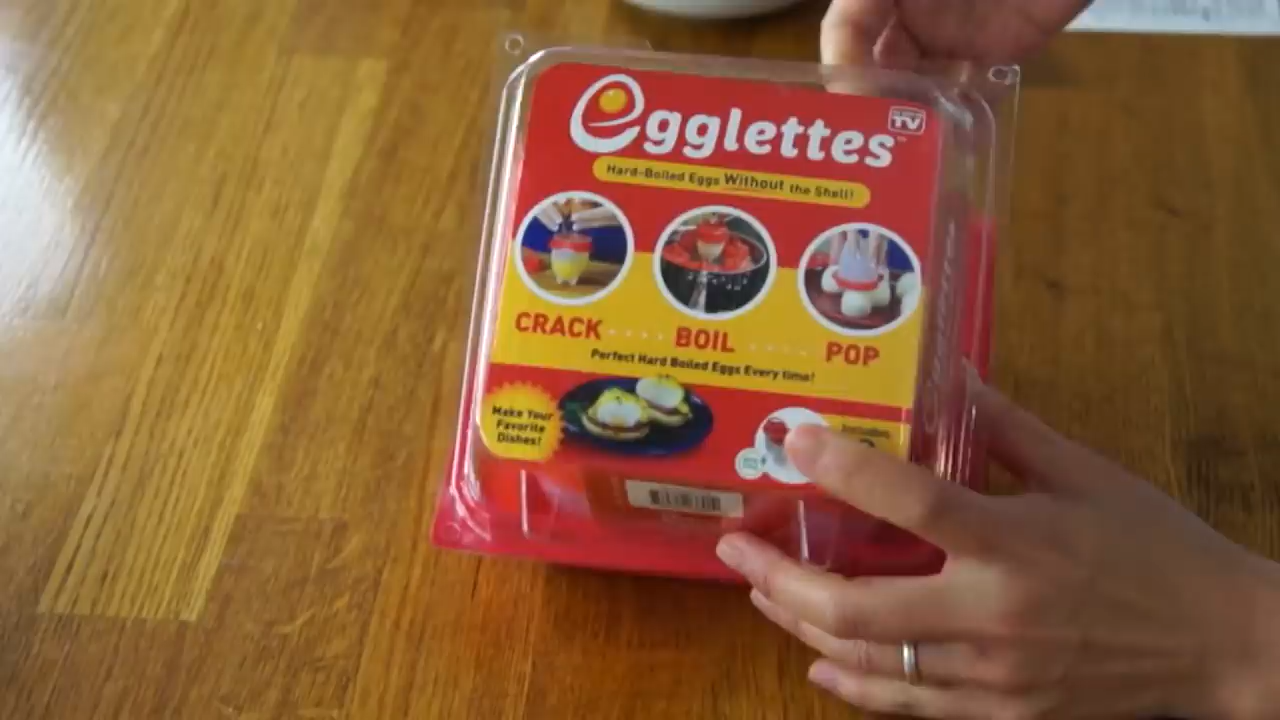 egglettes
TV
Hard-Boiled Eggs Without the Shell!
CRACK BOIL POP
Perfect Hard Boiled Eggs Every time!
Make Your
Favorite
Dishes!
Includes